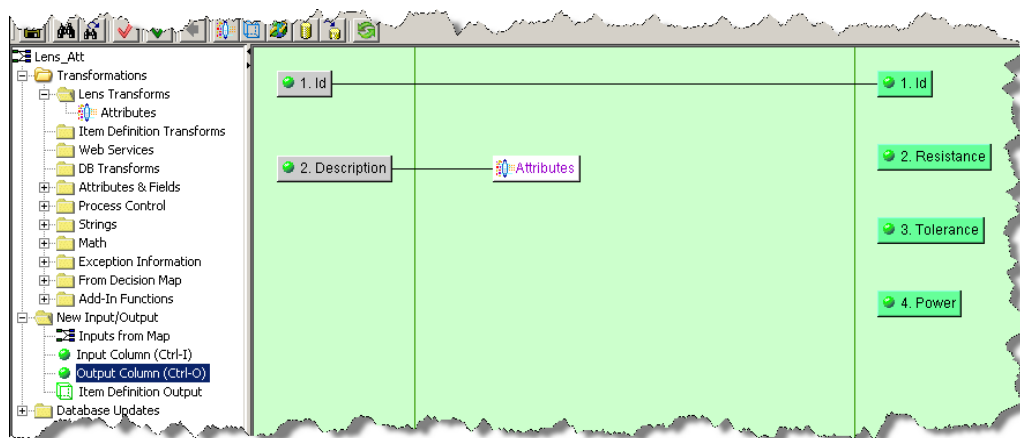 Lens_Att
Transformations
Lens Transforms
Attributes
Item Definition Transforms
Web Services
DB Transforms
Attributes & Fields
Process Control
Strings
Math
Exception Information
From Decision Map
Add-In Functions
New Input/Output
Inputs from Map
Input Column (Ctrl-I)
Output Column (Ctrl-O)
Item Definition Output
Database Updates
1. Id
2. Description
Attributes
1. Id
2. Resistance
3. Tolerance
4. Power